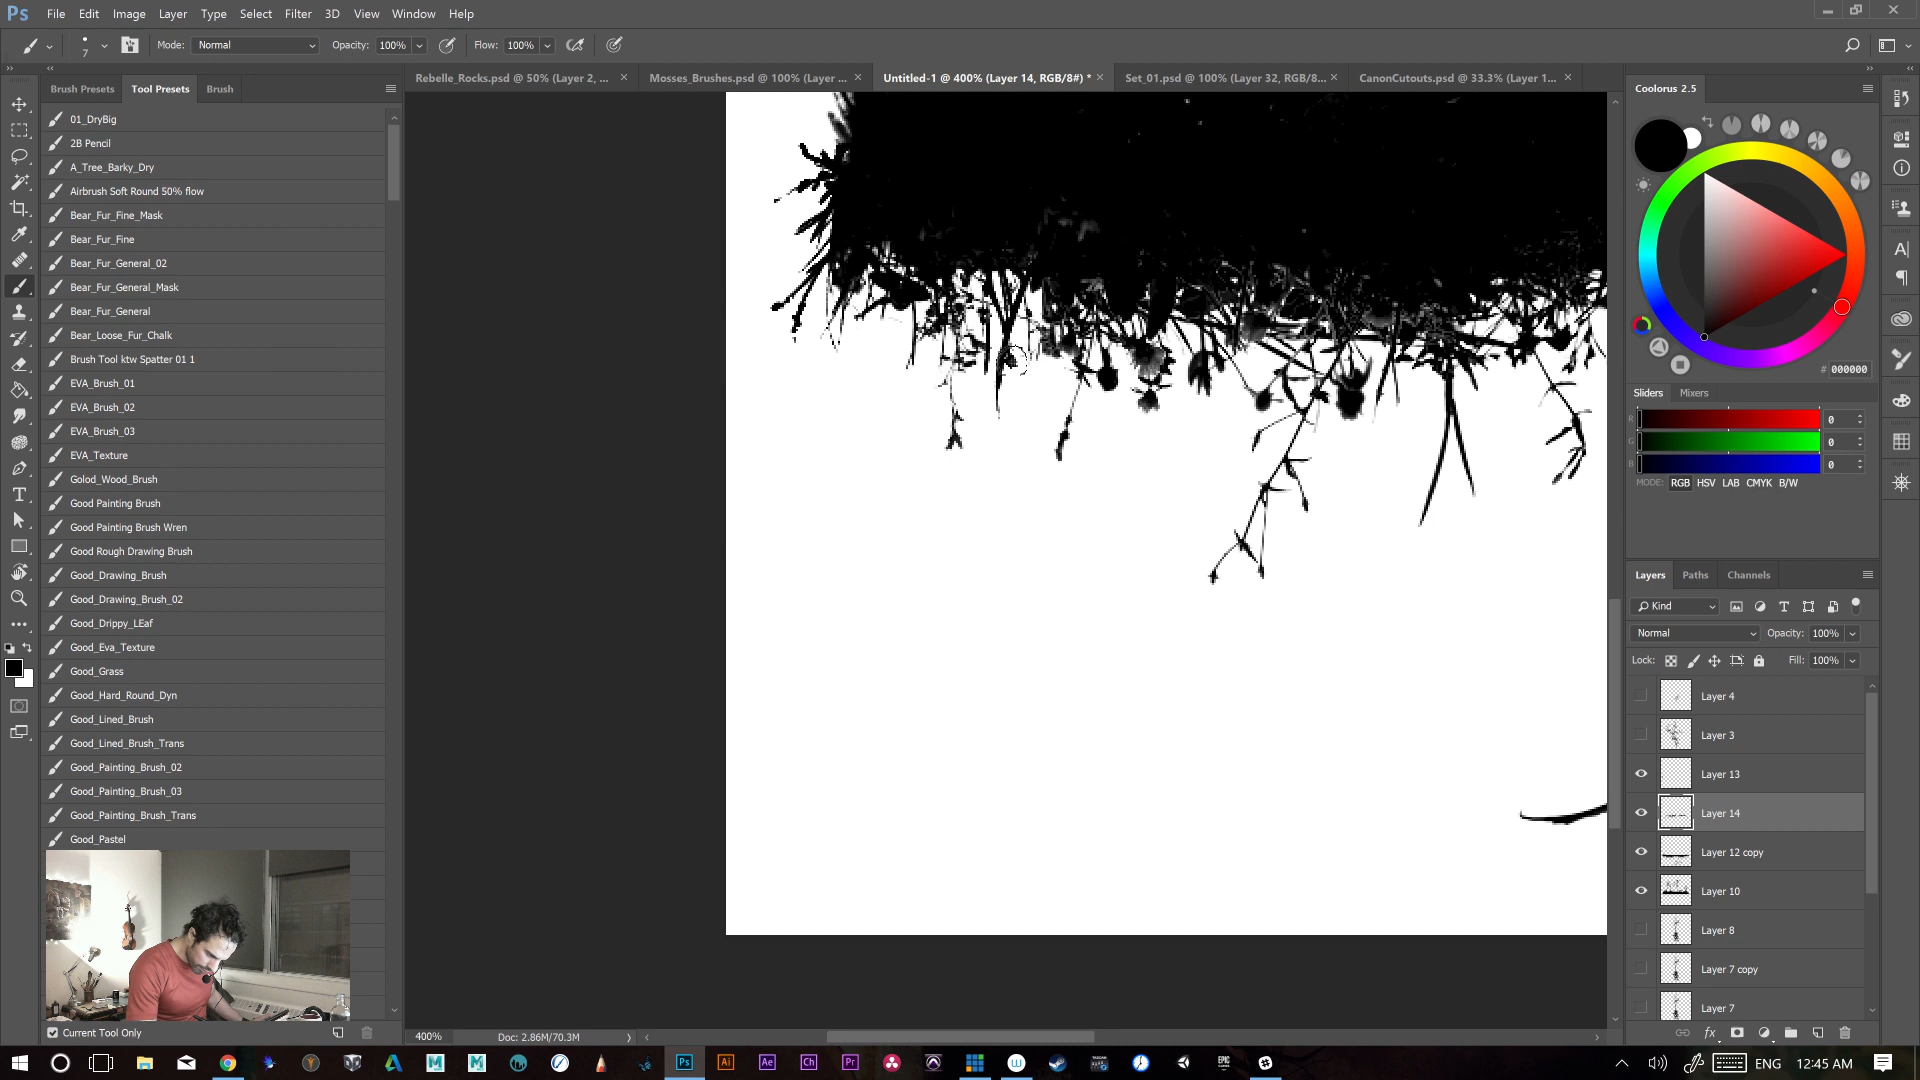 Ps File Edit Image Layer Type Select Filter 3D View Window Help
7 Mode: Normal Opacity: 100% Flow: 100%
Rebelle_Rocks.psd @ 50% (Layer 2, ... Mosses_Brushes.psd @ 100% (Layer ... Untitled-1 @ 400% (Layer 14, RGB/8#) * Set_01.psd @ 100% (Layer 32, RGB/8... CanonCutouts.psd @ 33.3% (Layer 1...
Brush Presets Tool Presets Brush
01_DryBig
2B Pencil
A_Tree_Barky_Dry
Airbrush Soft Round 50% flow
Bear_Fur_Fine_Mask
Bear_Fur_Fine
Bear_Fur_General_02
Bear_Fur_General_Mask
Bear_Fur_General
Bear_Loose_Fur_Chalk
Brush Tool ktw Spatter 01 1
EVA_Brush_01
EVA_Brush_02
EVA_Brush_03
EVA_Texture
Golod_Wood_Brush
Good Painting Brush
Good Painting Brush Wren
Good Rough Drawing Brush
Good_Drawing_Brush
Good_Drawing_Brush_02
Good_Drippy_LEaf
Good_Eva_Texture
Good_Grass
Good_Hard_Round_Dyn
Good_Lined_Brush
Good_Lined_Brush_Trans
Good_Painting_Brush_02
Good_Painting_Brush_03
Good_Painting_Brush_Trans
Good_Pastel
Current Tool Only
400% Doc: 2.86M/70.3M
Coolorus 2.5
# 000000
Sliders Mixers
R 0
G 0
B 0
MODE: RGB HSV LAB CMYK B/W
Layers Paths Channels
Kind
Normal Opacity: 100%
Lock: Fill: 100%
Layer 4
Layer 3
Layer 13
Layer 14
Layer 12 copy
Layer 10
Layer 8
Layer 7 copy
Layer 7
fx
Ps Ai Ae Ch Pr
ENG 12:45 AM